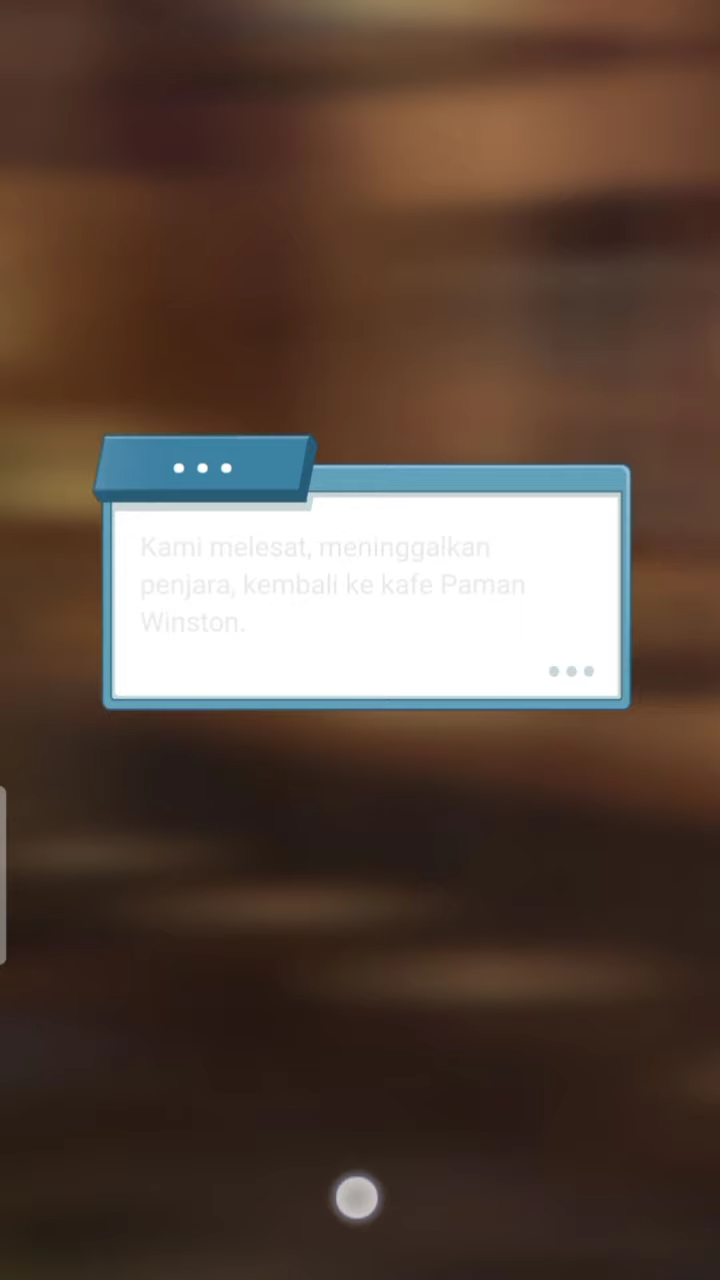 Kami melesat, meninggalkan
penjara, kembali ke kafe Paman
Winston.